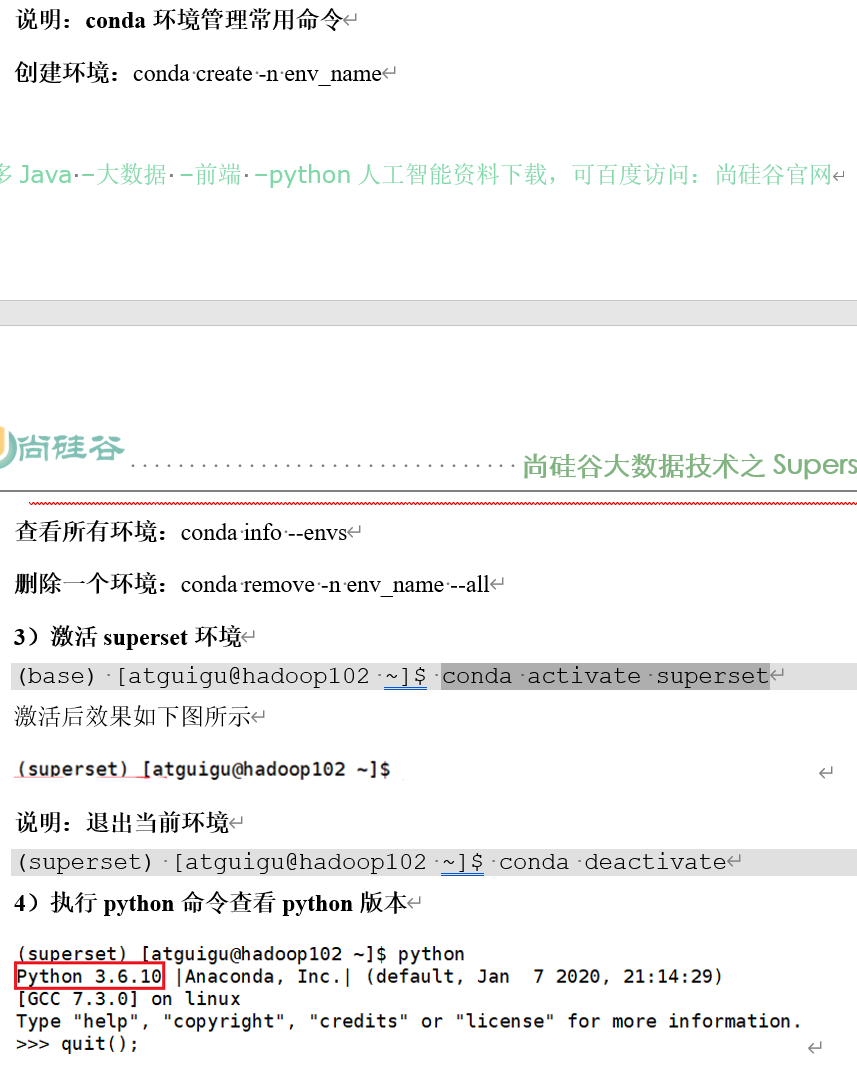 说明：conda 环境管理常用命令
创建环境：conda create -n env_name
多 Java –大数据 –前端 –python 人工智能资料下载，可百度访问：尚硅谷官网
尚硅谷
尚硅谷大数据技术之 Supers
查看所有环境：conda info --envs
删除一个环境：conda remove -n env_name --all
3）激活 superset 环境
(base) [atguigu@hadoop102 ~]$ conda activate superset
激活后效果如下图所示
(superset) [atguigu@hadoop102 ~]$
说明：退出当前环境
(superset) [atguigu@hadoop102 ~]$ conda deactivate
4）执行 python 命令查看 python 版本
(superset) [atguigu@hadoop102 ~]$ python
Python 3.6.10 |Anaconda, Inc.| (default, Jan  7 2020, 21:14:29)
[GCC 7.3.0] on linux
Type "help", "copyright", "credits" or "license" for more information.
>>> quit();